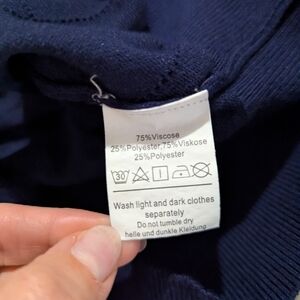 75%Viscose
25%Polyester,75%Viskose
25%Polyester
30
Wash light and dark clothes
separately
Do not tumble dry
helle und dunkle Kleidung